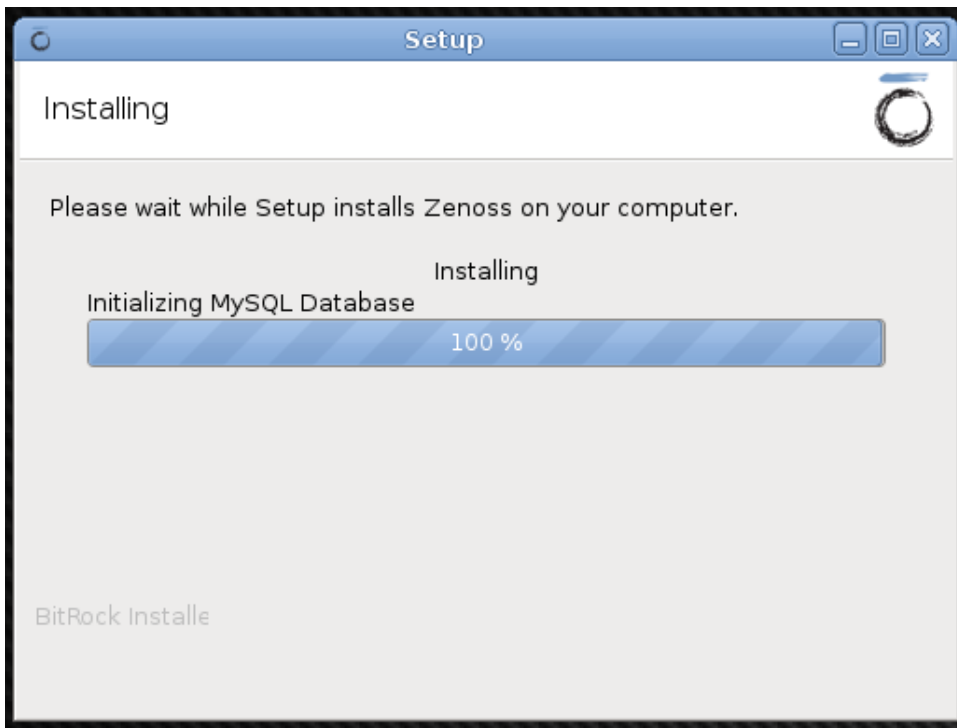 Setup
Installing
Please wait while Setup installs Zenoss on your computer.
Installing
Initializing MySQL Database
100 %
BitRock Installe